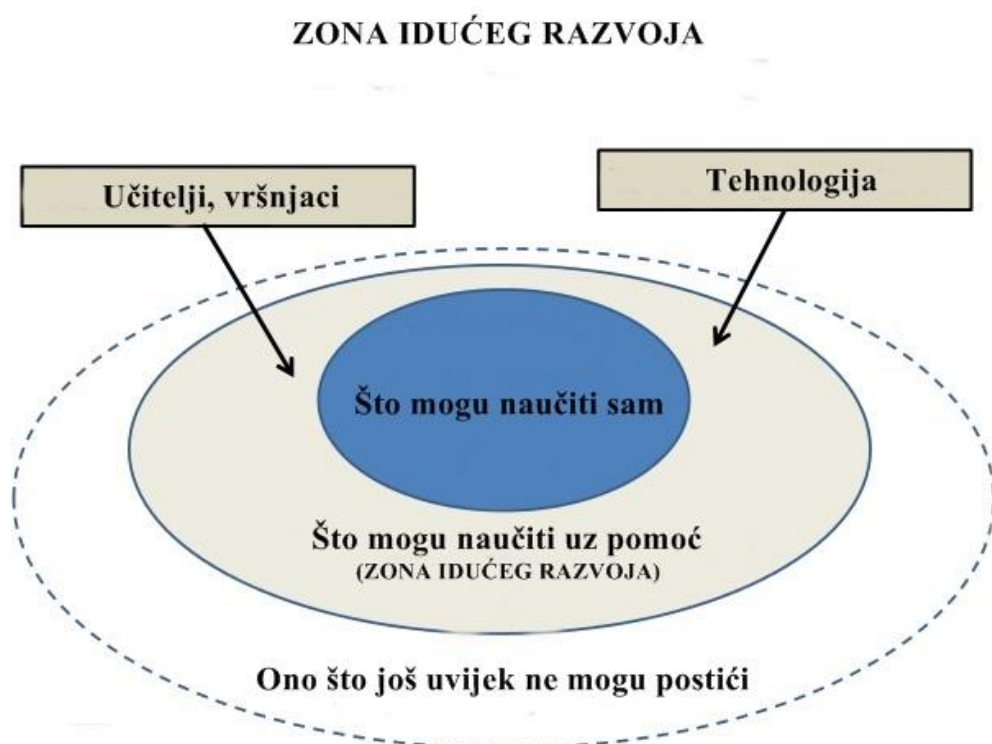 ZONA IDUĆEG RAZVOJA
Učitelji, vršnjaci
Tehnologija
Što mogu naučiti sam
Što mogu naučiti uz pomoć
(ZONA IDUĆEG RAZVOJA)
Ono što još uvijek ne mogu postići